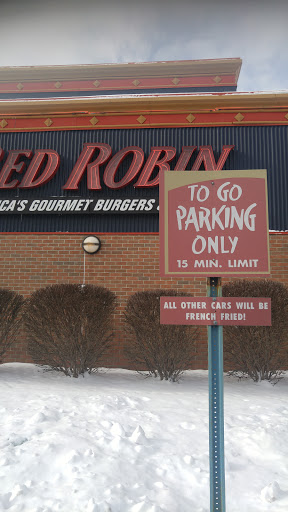 ED ROBIN
CA'S GOURMET BURGERS &
TO GO
PARKING
ONLY
15 MIN. LIMIT
ALL OTHER CARS WILL BE
FRENCH FRIED!